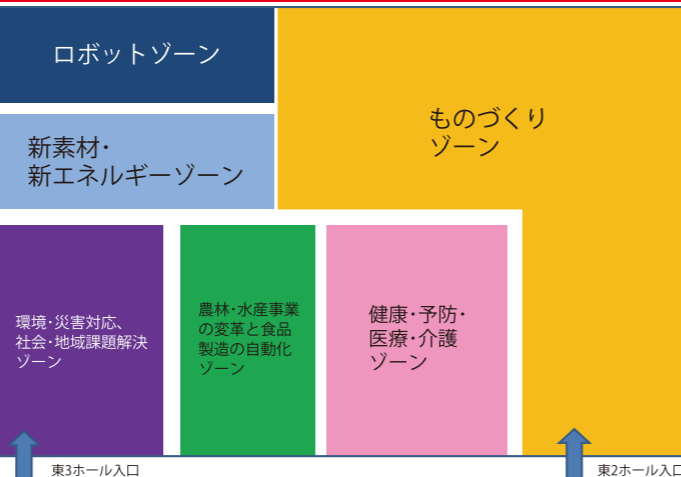 ロボットゾーン
ものづくり
ゾーン
新素材・
新エネルギーゾーン
環境・災害対応、
社会・地域課題解決
ゾーン
農林・水産事業
の変革と食品
製造の自動化
ゾーン
健康・予防・
医療・介護
ゾーン
東3ホール入口
東2ホール入口